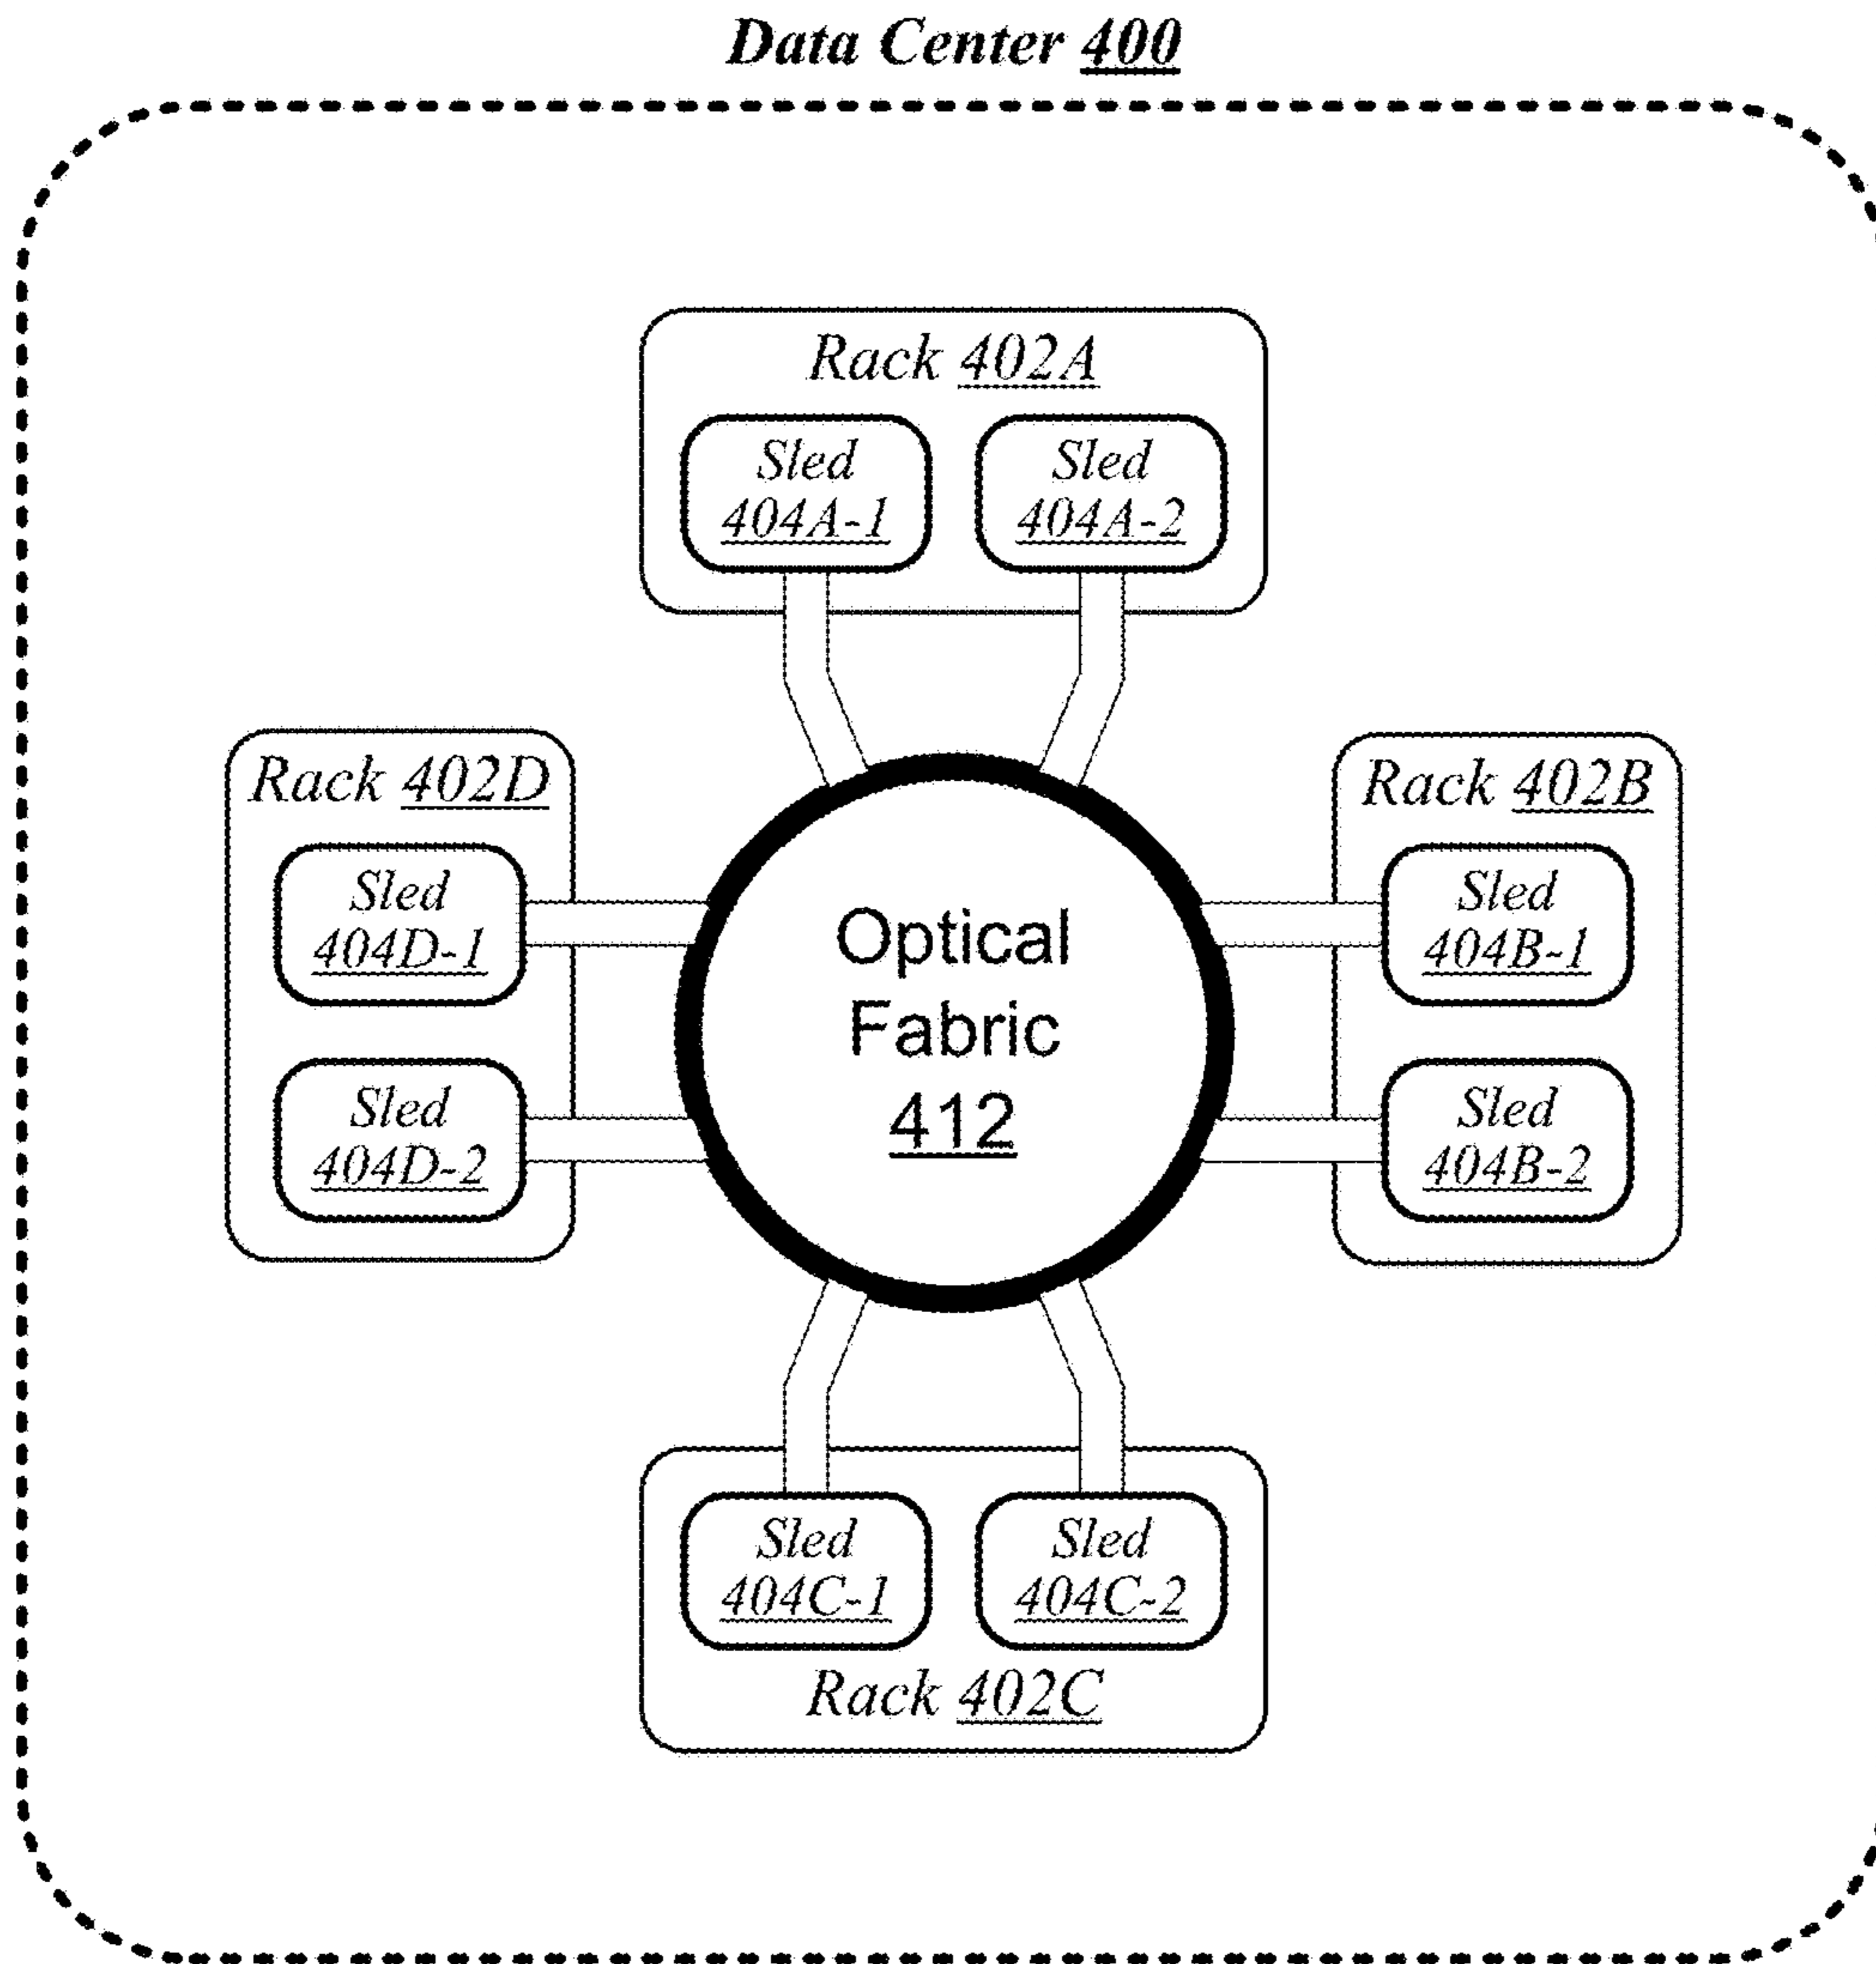 Data Center 400
Rack 402A
Sled
404A-1
Sled
404A-2
Rack 402D
Sled
404D-1
Sled
404D-2
Optical
Fabric
412
Rack 402B
Sled
404B-1
Sled
404B-2
Sled
404C-1
Sled
404C-2
Rack 402C